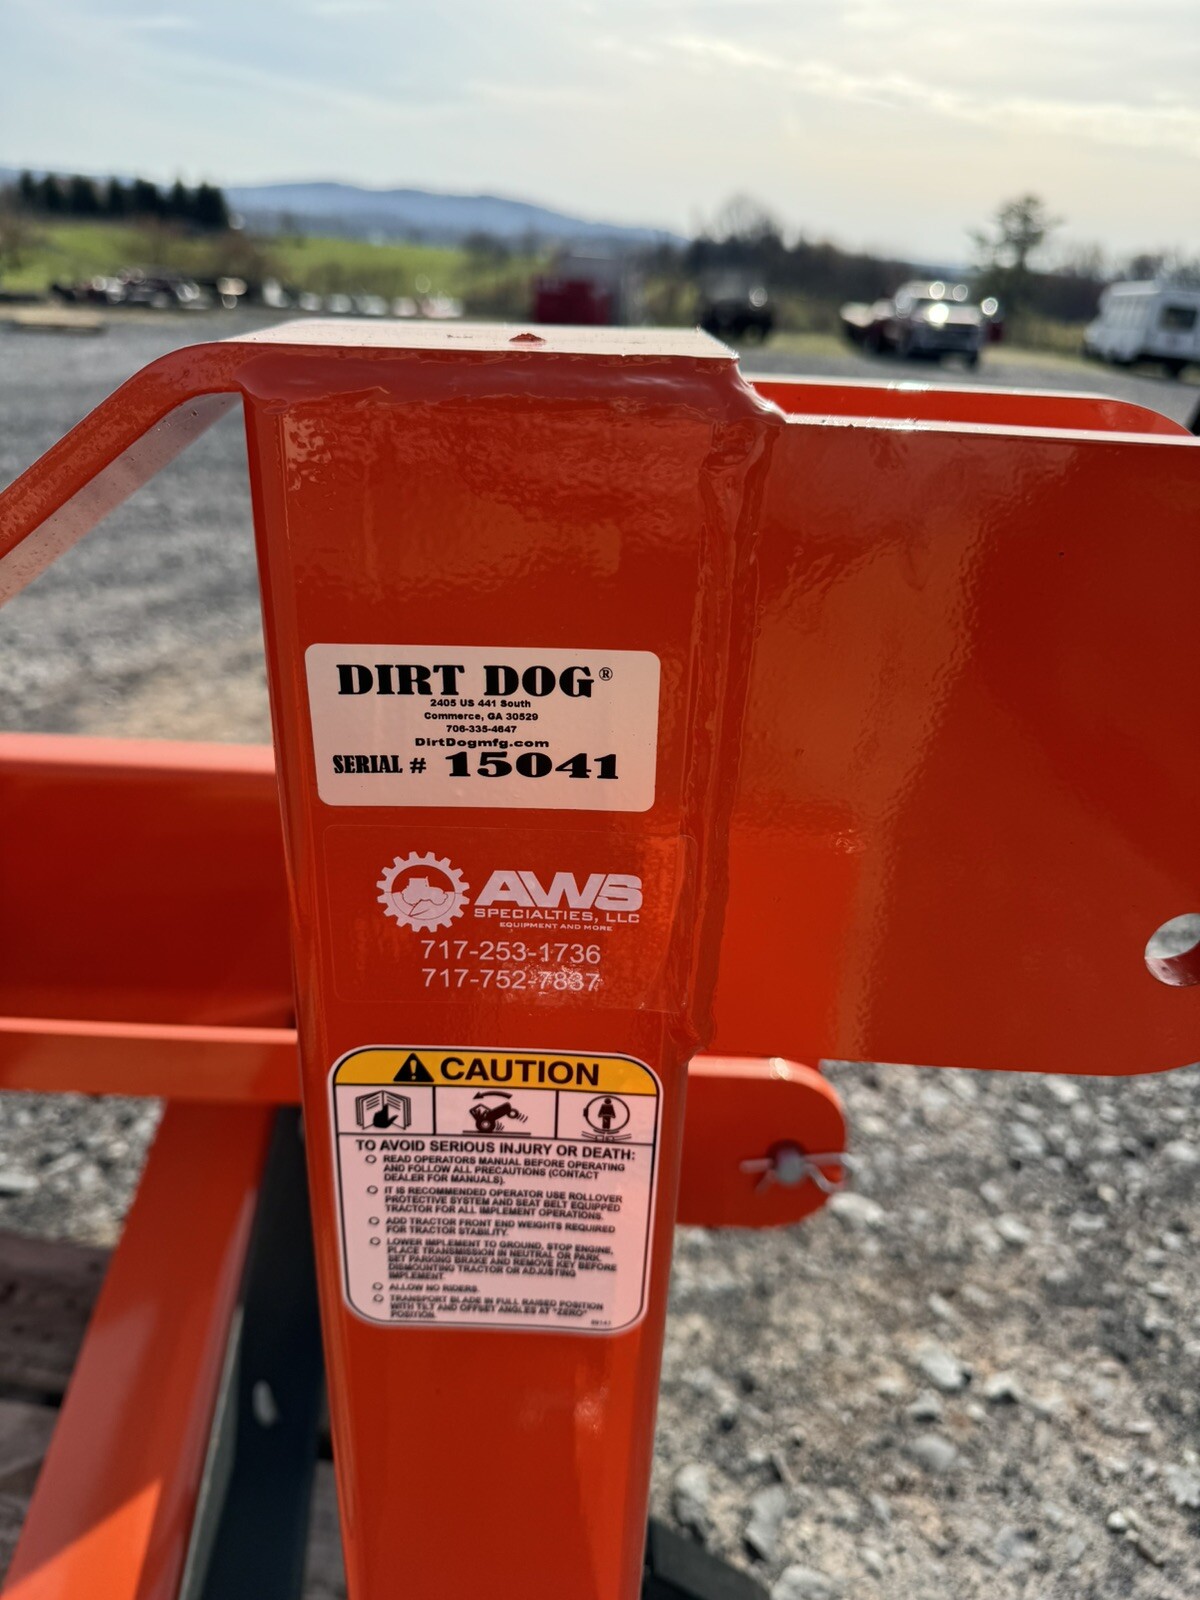 DIRT DOG®
2405 US 441 South
Commerce, GA 30529
706-335-4647
DirtDogmfg.com
SERIAL # 15041
AWS
SPECIALTIES, LLC
EQUIPMENT AND MORE
717-253-1736
717-752-7837
CAUTION
TO AVOID SERIOUS INJURY OR DEATH:
READ OPERATORS MANUAL BEFORE OPERATING
AND FOLLOW ALL PRECAUTIONS (CONTACT
DEALER FOR MANUALS).
IT IS RECOMMENDED OPERATOR USE ROLLOVER
PROTECTIVE SYSTEM AND SEAT BELT EQUIPPED
TRACTOR FOR ALL IMPLEMENT OPERATIONS.
ADD TRACTOR FRONT END WEIGHTS REQUIRED
FOR TRACTOR STABILITY.
LOWER IMPLEMENT TO GROUND, STOP ENGINE,
PLACE TRANSMISSION IN NEUTRAL OR PARK,
SET PARKING BRAKE AND REMOVE KEY BEFORE
DISMOUNTING TRACTOR OR ADJUSTING
IMPLEMENT.
ALLOW NO RIDERS.
TRANSPORT BLADE IN FULL RAISED POSITION
WITH TILT AND OFFSET ANGLES AT "ZERO"
POSITION.